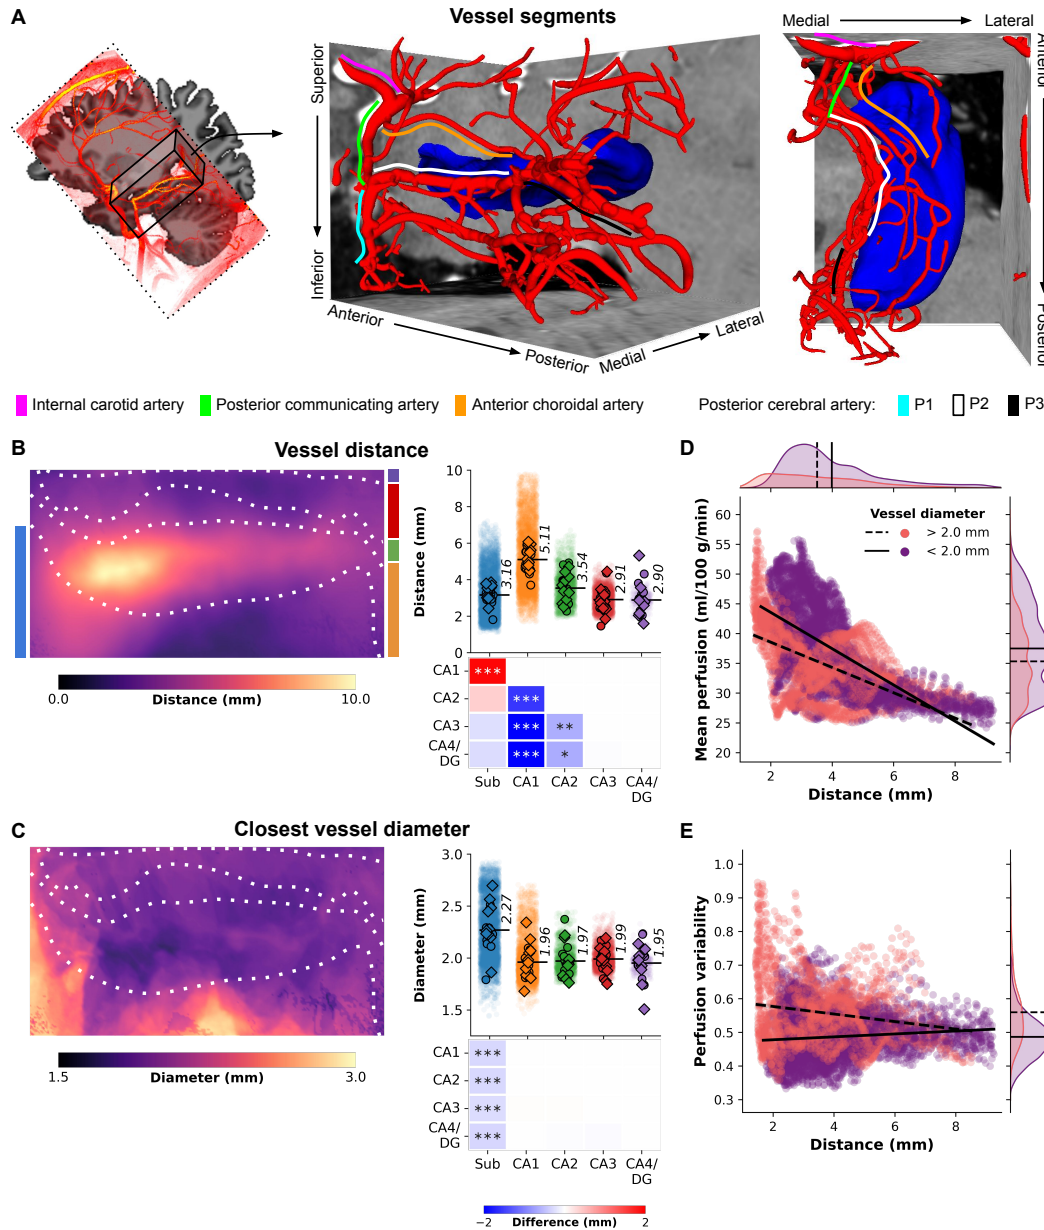 A
Vessel segments
Superior
Inferior
Anterior
Posterior
Medial
Lateral
Medial
Lateral
Anterior
Posterior
Internal carotid artery
Posterior communicating artery
Anterior choroidal artery
Posterior cerebral artery:
P1
P2
P3
B
Vessel distance
0.0
Distance (mm)
10.0
Distance (mm)
10
8
6
4
2
0
3.16
5.11
3.54
2.91
2.90
CA1
***
CA2
***
CA3
***
**
CA4/
DG
***
*
Sub
CA1
CA2
CA3
CA4/
DG
C
Closest vessel diameter
1.5
Diameter (mm)
3.0
Diameter (mm)
3.0
2.5
2.0
1.5
2.27
1.96
1.97
1.99
1.95
CA1
***
CA2
***
CA3
***
CA4/
DG
***
Sub
CA1
CA2
CA3
CA4/
DG
−2
Difference (mm)
2
D
Vessel diameter
> 2.0 mm
< 2.0 mm
Mean perfusion (ml/100 g/min)
60
55
50
45
40
35
30
25
20
2
4
6
8
Distance (mm)
E
Perfusion variability
1.0
0.9
0.8
0.7
0.6
0.5
0.4
0.3
2
4
6
8
Distance (mm)